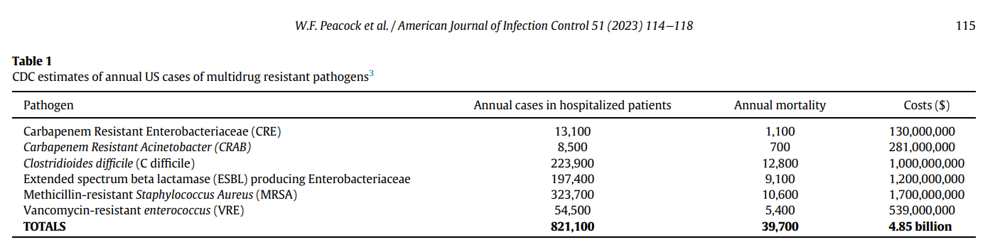 W.F. Peacock et al. / American Journal of Infection Control 51 (2023) 114–118 115
Table 1
CDC estimates of annual US cases of multidrug resistant pathogens3
Pathogen Annual cases in hospitalized patients Annual mortality Costs ($)
Carbapenem Resistant Enterobacteriaceae (CRE) 13,100 1,100 130,000,000
Carbapenem Resistant Acinetobacter (CRAB) 8,500 700 281,000,000
Clostridioides difficile (C difficile) 223,900 12,800 1,000,000,000
Extended spectrum beta lactamase (ESBL) producing Enterobacteriaceae 197,400 9,100 1,200,000,000
Methicillin-resistant Staphylococcus Aureus (MRSA) 323,700 10,600 1,700,000,000
Vancomycin-resistant enterococcus (VRE) 54,500 5,400 539,000,000
TOTALS 821,100 39,700 4.85 billion